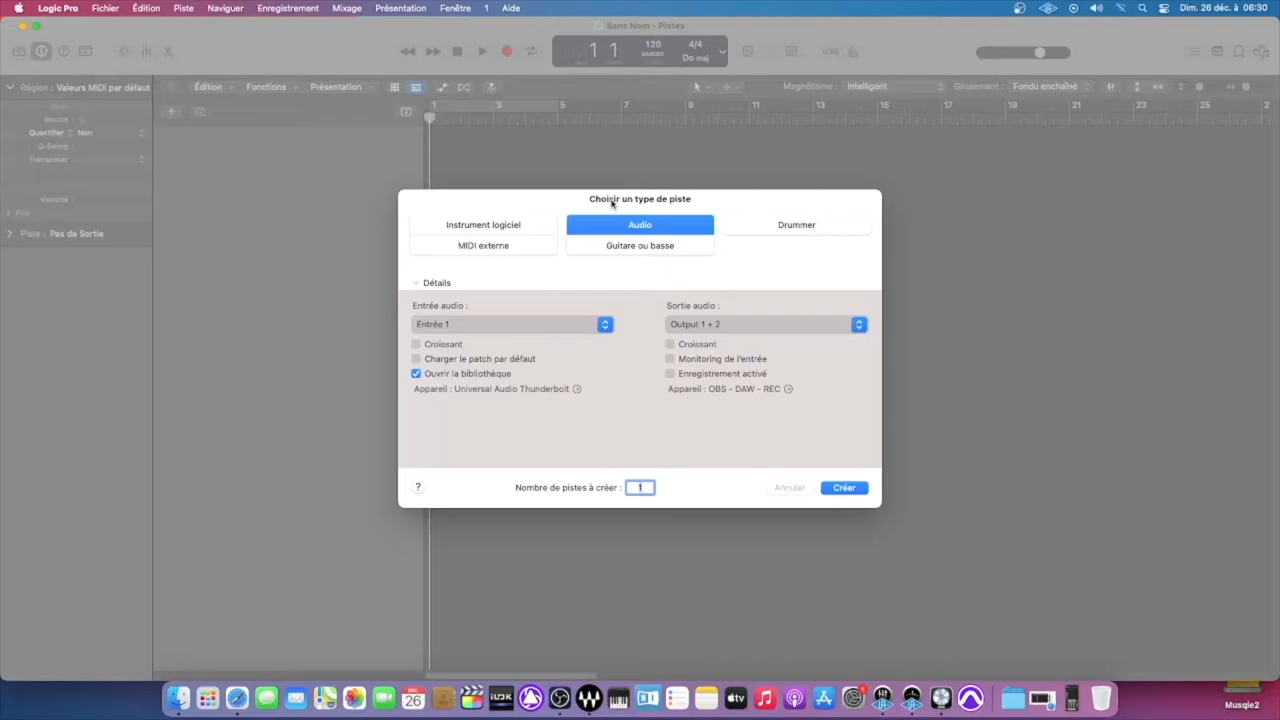 Logic Pro Fichier Édition Piste Naviguer Enregistrement Mixage Présentation Fenêtre 1 Aide Dim. 26 déc. à 06:30
Sans Nom - Pistes
1 1 120 4/4
Do maj
Région : Valeurs MIDI par défaut Édition Fonctions Présentation Magnétisme : Intelligent Glissement : Fondu enchaîné
1 3 5 7 9 11 13 15 17 19 21 23 25 2
Quantifier Non
Q-Swing
Transposer
Vélocité
Piste : Pas de Sortie
Choisir un type de piste
Instrument logiciel Audio Drummer
MIDI externe Guitare ou basse
Détails
Entrée audio : Sortie audio :
Entrée 1 Output 1 + 2
Croissant Croissant
Charger le patch par défaut Monitoring de l'entrée
Ouvrir la bibliothèque Enregistrement activé
Appareil : Universal Audio Thunderbolt Appareil : OBS - DAW - REC
? Nombre de pistes à créer : 1 Annuler Créer
DEC
26
tv
Musqie2